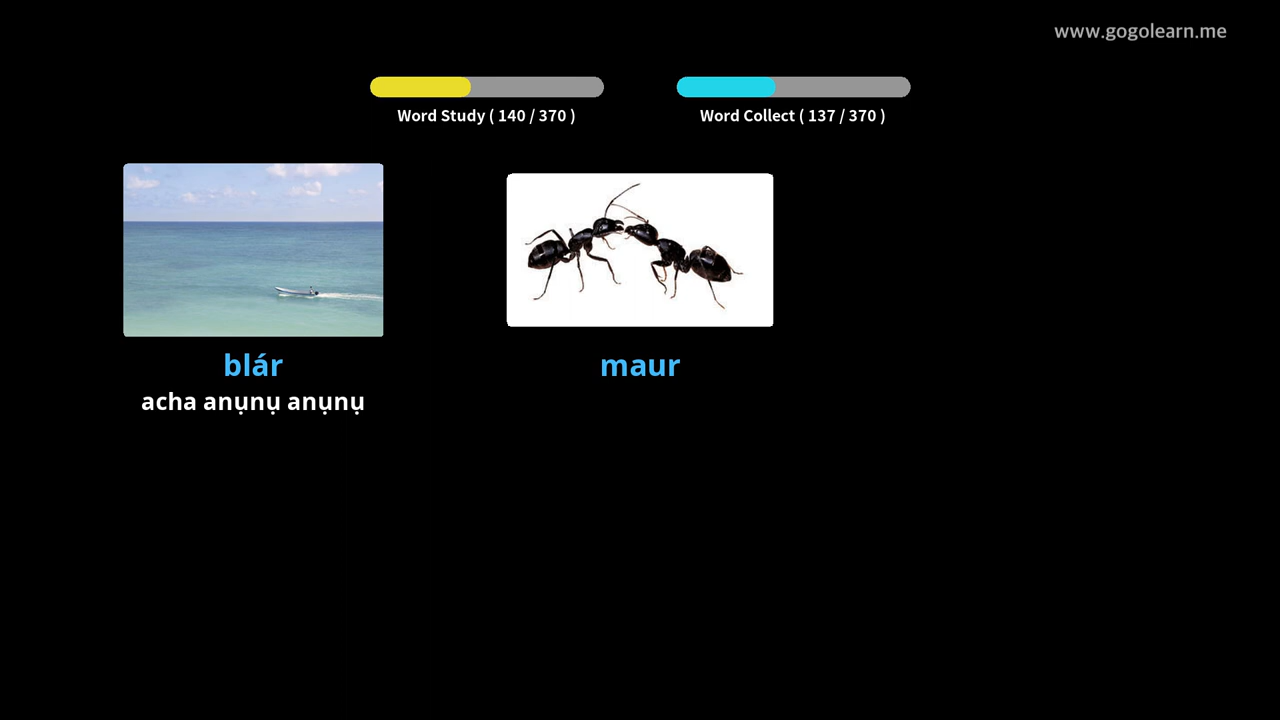 www.gogolearn.me
Word Study ( 140 / 370 )
Word Collect ( 137 / 370 )
blár
acha anụnụ anụnụ
maur